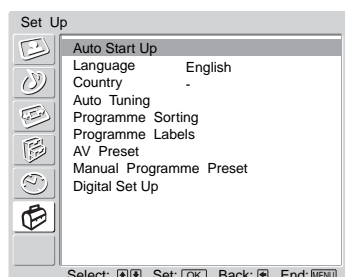 Set Up
Auto Start Up
Language English
Country -
Auto Tuning
Programme Sorting
Programme Labels
AV Preset
Manual Programme Preset
Digital Set Up
Select: Set: OK Back: End: MENU